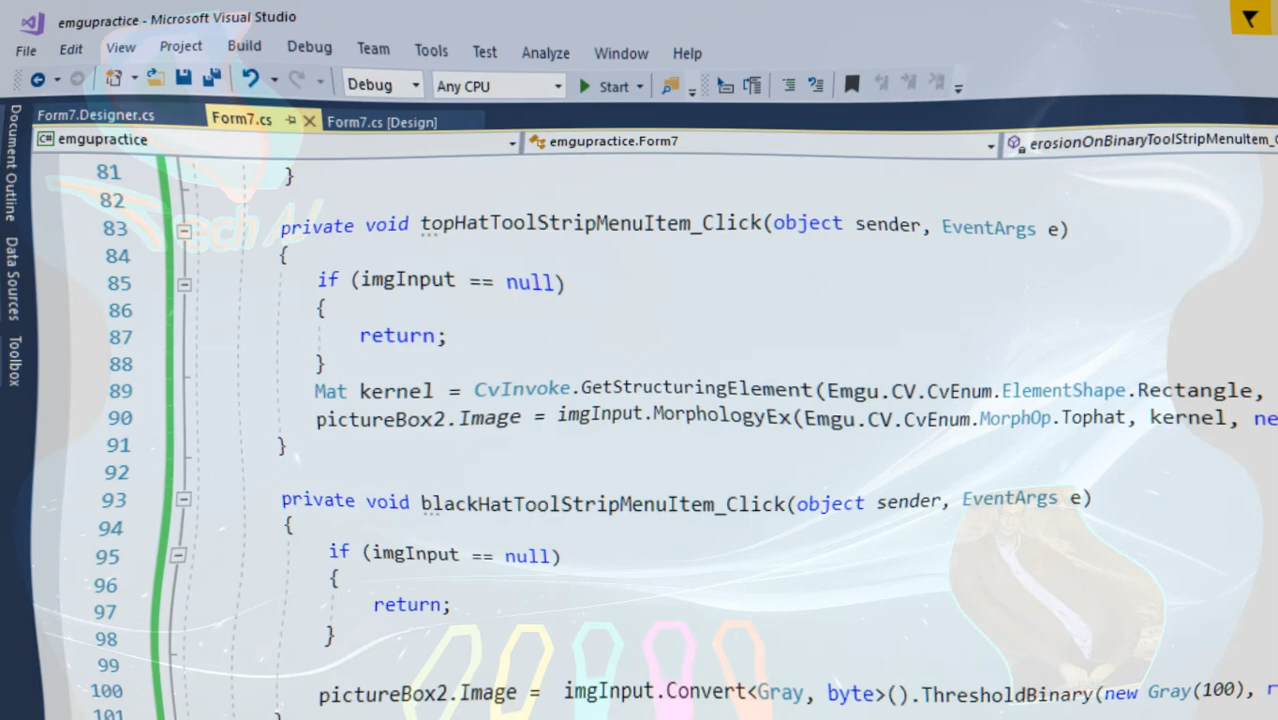 emgupractice - Microsoft Visual Studio
File Edit View Project Build Debug Team Tools Test Analyze Window Help
Debug Any CPU Start
Form7.Designer.cs Form7.cs Form7.cs [Design]
C# emgupractice emgupractice.Form7 erosionOnBinaryToolStripMenuItem_
Document Outline
Data Sources
Toolbox
Tech AI
81 }
82
83 private void topHatToolStripMenuItem_Click(object sender, EventArgs e)
84 {
85 if (imgInput == null)
86 {
87 return;
88 }
89 Mat kernel = CvInvoke.GetStructuringElement(Emgu.CV.CvEnum.ElementShape.Rectangle,
90 pictureBox2.Image = imgInput.MorphologyEx(Emgu.CV.CvEnum.MorphOp.Tophat, kernel, ne
91 }
92
93 private void blackHatToolStripMenuItem_Click(object sender, EventArgs e)
94 {
95 if (imgInput == null)
96 {
97 return;
98 }
99
100 pictureBox2.Image = imgInput.Convert<Gray, byte>().ThresholdBinary(new Gray(100), r
101